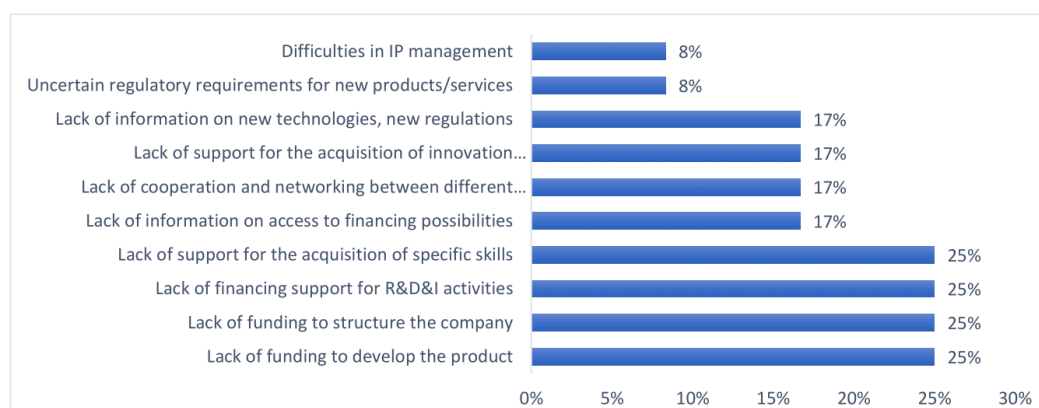 Difficulties in IP management 8%
Uncertain regulatory requirements for new products/services 8%
Lack of information on new technologies, new regulations 17%
Lack of support for the acquisition of innovation... 17%
Lack of cooperation and networking between different... 17%
Lack of information on access to financing possibilities 17%
Lack of support for the acquisition of specific skills 25%
Lack of financing support for R&D&I activities 25%
Lack of funding to structure the company 25%
Lack of funding to develop the product 25%
0% 5% 10% 15% 20% 25% 30%